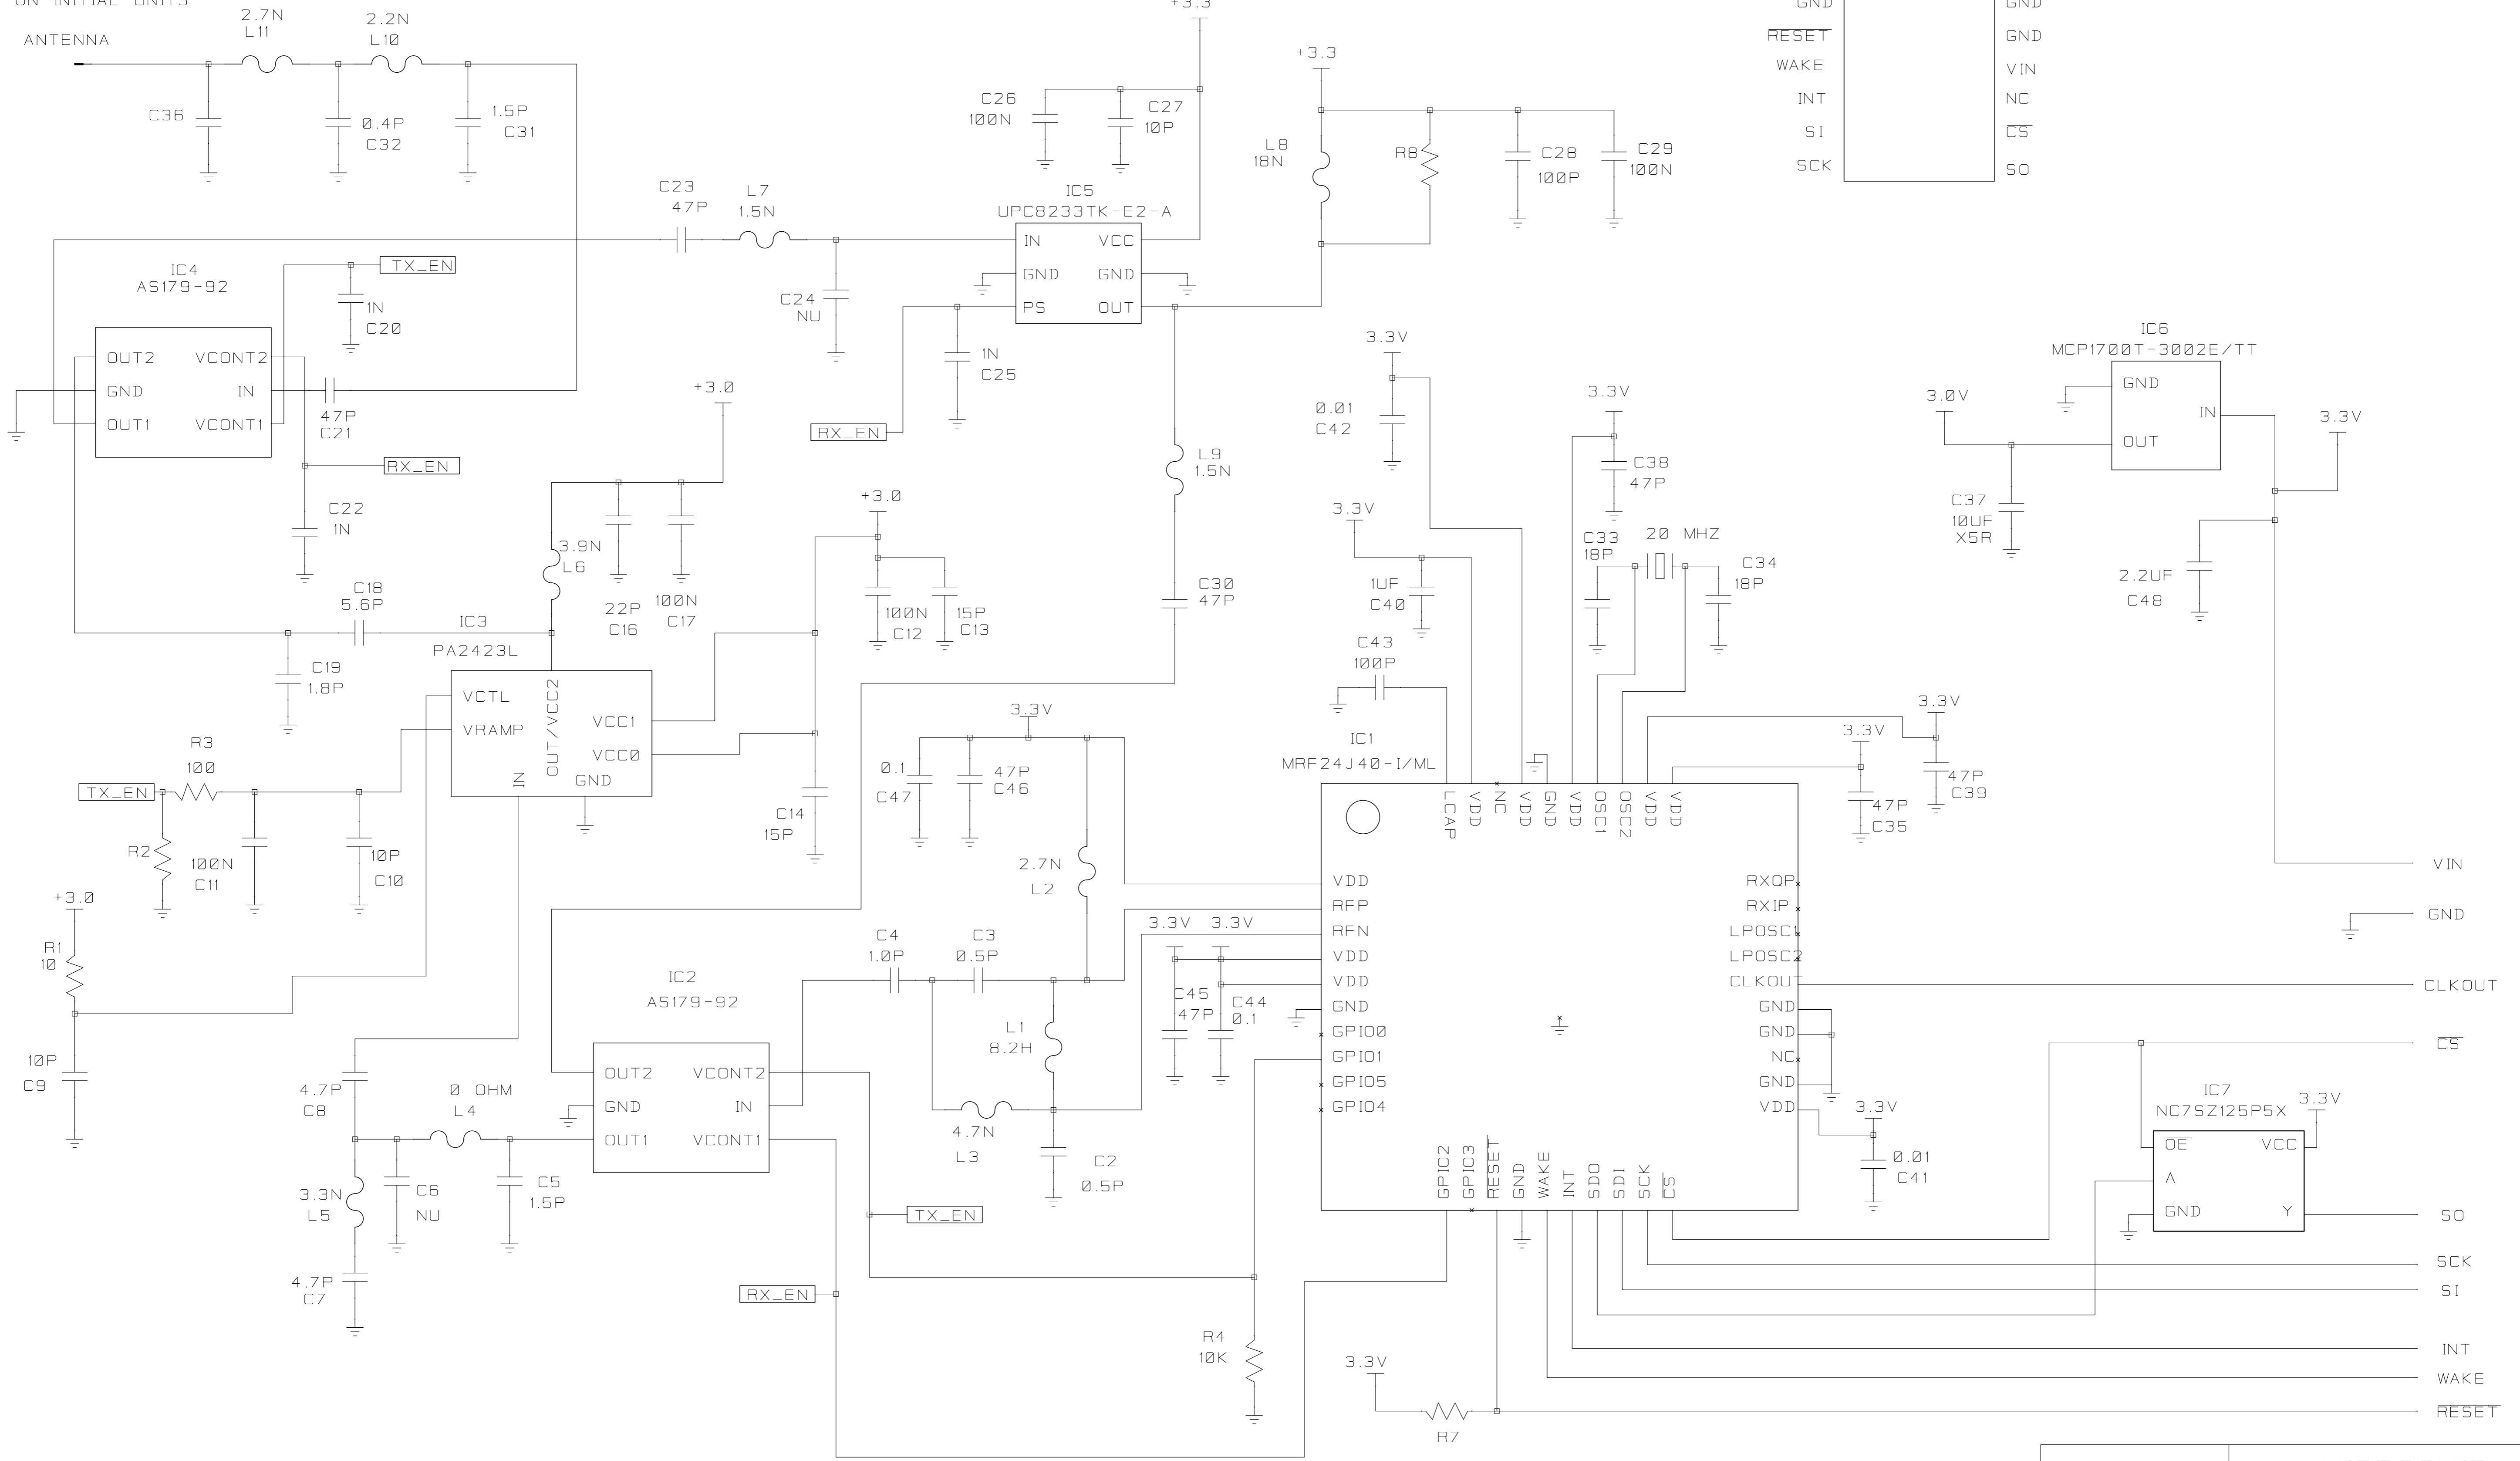 ON INITIAL UNITS
ANTENNA
2.7N
L11
2.2N
L10
C36
0.4P
C32
1.5P
C31
+3.3
C26
100N
C27
10P
+3.3
L8
18N
R8
C28
100P
C29
100N
GND
RESET
WAKE
INT
SI
SCK
GND
GND
VIN
NC
CS
SO
C23
47P
L7
1.5N
IC5
UPC8233TK-E2-A
IN
VCC
GND
GND
PS
OUT
C24
NU
1N
C25
RX_EN
IC4
AS179-92
TX_EN
1N
C20
OUT2
VCONT2
GND
IN
OUT1
VCONT1
47P
C21
RX_EN
C22
1N
+3.0
3.9N
L6
22P
C16
100N
C17
C18
5.6P
C19
1.8P
IC3
PA2423L
VCTL
VRAMP
OUT/VCC2
VCC1
VCC0
IN
GND
+3.0
100N
C12
15P
C13
C14
15P
R3
100
TX_EN
R2
100N
C11
10P
C10
+3.0
R1
10
10P
C9
L9
1.5N
C30
47P
3.3V
0.01
C42
3.3V
C38
47P
3.3V
1UF
C40
C33
18P
20 MHZ
C34
18P
C43
100P
IC6
MCP1700T-3002E/TT
GND
IN
OUT
3.0V
3.3V
C37
10UF
X5R
2.2UF
C48
3.3V
0.1
C47
47P
C46
2.7N
L2
IC1
MRF24J40-I/ML
LCAP
VDD
NC
VDD
GND
VDD
OSC1
OSC2
VDD
VDD
3.3V
47P
C35
3.3V
47P
C39
VDD
RFP
RFN
VDD
VDD
GND
GPIO0
GPIO1
GPIO5
GPIO4
RXQP
RXIP
LPOSC1
LPOSC2
CLKOUT
GND
GND
NC
GND
VDD
GPIO2
GPIO3
RESET
GND
WAKE
INT
SDO
SDI
SCK
CS
3.3V
3.3V
C45
47P
C44
0.1
C4
1.0P
C3
0.5P
L1
8.2H
4.7N
L3
C2
0.5P
IC2
AS179-92
OUT2
VCONT2
GND
IN
OUT1
VCONT1
4.7P
C8
0 OHM
L4
3.3N
L5
C6
NU
C5
1.5P
4.7P
C7
TX_EN
RX_EN
R4
10K
3.3V
R7
3.3V
0.01
C41
IC7
NC7SZ125P5X
3.3V
OE
VCC
A
GND
Y
VIN
GND
CLKOUT
CS
SO
SCK
SI
INT
WAKE
RESET